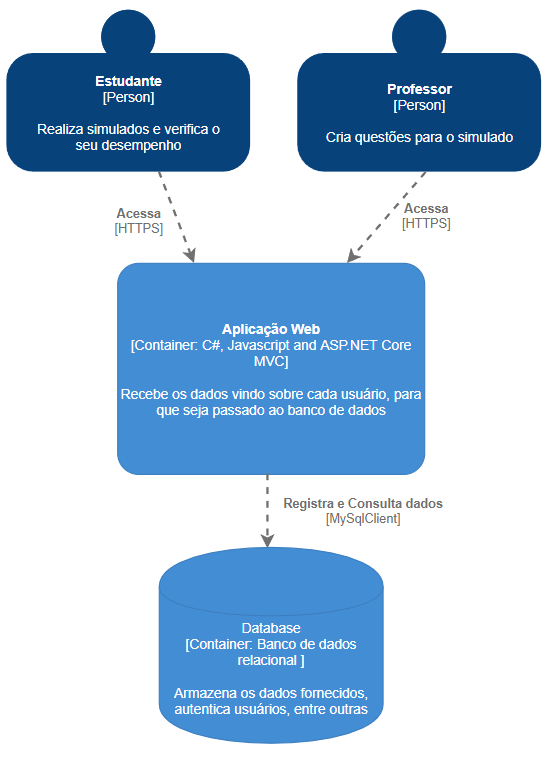 Estudante
[Person]
Realiza simulados e verifica o
seu desempenho
Professor
[Person]
Cria questões para o simulado
Acessa
[HTTPS]
Acessa
[HTTPS]
Aplicação Web
[Container: C#, Javascript and ASP.NET Core
MVC]
Recebe os dados vindo sobre cada usuário, para
que seja passado ao banco de dados
Registra e Consulta dados
[MySqlClient]
Database
[Container: Banco de dados
relacional ]
Armazena os dados fornecidos,
autentica usuários, entre outras